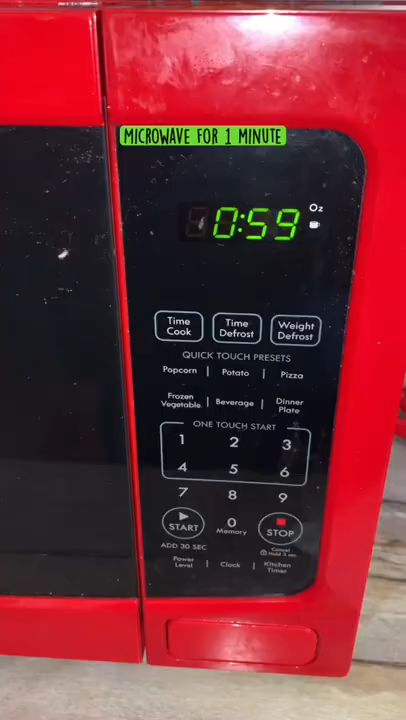 MICROWAVE FOR 1 MINUTE
0:59
Oz
Time Cook
Time Defrost
Weight Defrost
QUICK TOUCH PRESETS
Popcorn | Potato | Pizza
Frozen Vegetable | Beverage | Dinner Plate
ONE TOUCH START
1 2 3
4 5 6
7 8 9
START
0
Memory
STOP
ADD 30 SEC
Cancel
Hold 3 sec
Power Level | Clock | Kitchen Timer